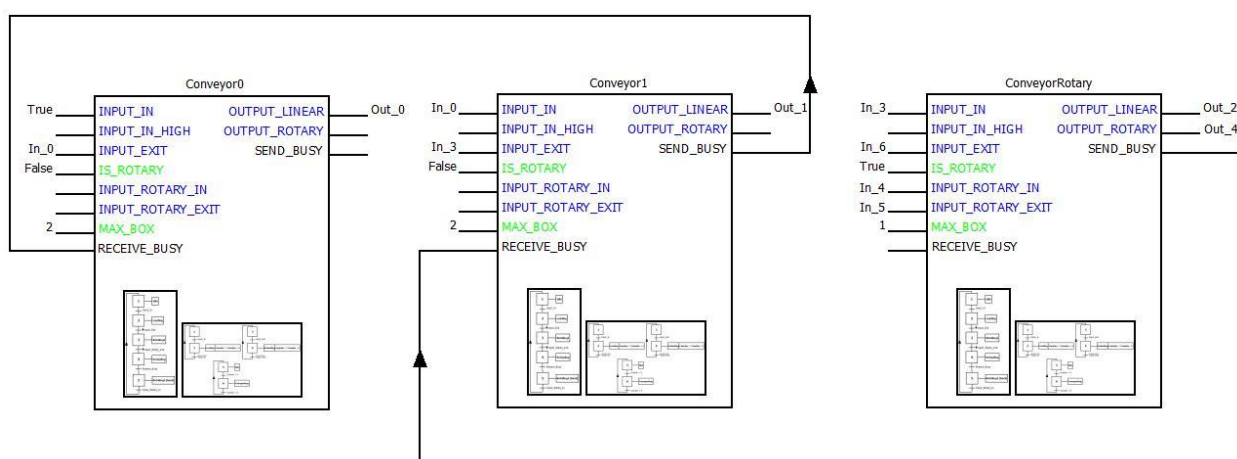 Conveyor0
True INPUT_IN OUTPUT_LINEAR Out_0
INPUT_IN_HIGH OUTPUT_ROTARY
In_0 INPUT_EXIT SEND_BUSY
False IS_ROTARY
INPUT_ROTARY_IN
INPUT_ROTARY_EXIT
2 MAX_BOX
RECEIVE_BUSY
Conveyor1
In_0 INPUT_IN OUTPUT_LINEAR Out_1
INPUT_IN_HIGH OUTPUT_ROTARY
In_3 INPUT_EXIT SEND_BUSY
False IS_ROTARY
INPUT_ROTARY_IN
INPUT_ROTARY_EXIT
2 MAX_BOX
RECEIVE_BUSY
ConveyorRotary
In_3 INPUT_IN OUTPUT_LINEAR Out_2
INPUT_IN_HIGH OUTPUT_ROTARY Out_4
In_6 INPUT_EXIT SEND_BUSY
True IS_ROTARY
In_4 INPUT_ROTARY_IN
In_5 INPUT_ROTARY_EXIT
1 MAX_BOX
RECEIVE_BUSY